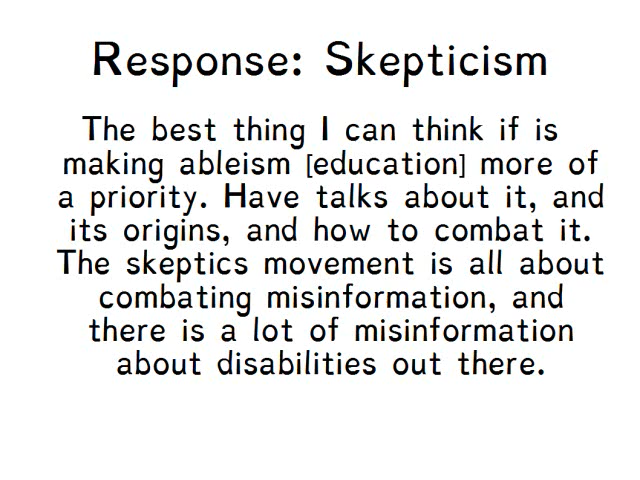 Response: Skepticism
The best thing I can think if is
making ableism [education] more of
a priority. Have talks about it, and
its origins, and how to combat it.
The skeptics movement is all about
combating misinformation, and
there is a lot of misinformation
about disabilities out there.